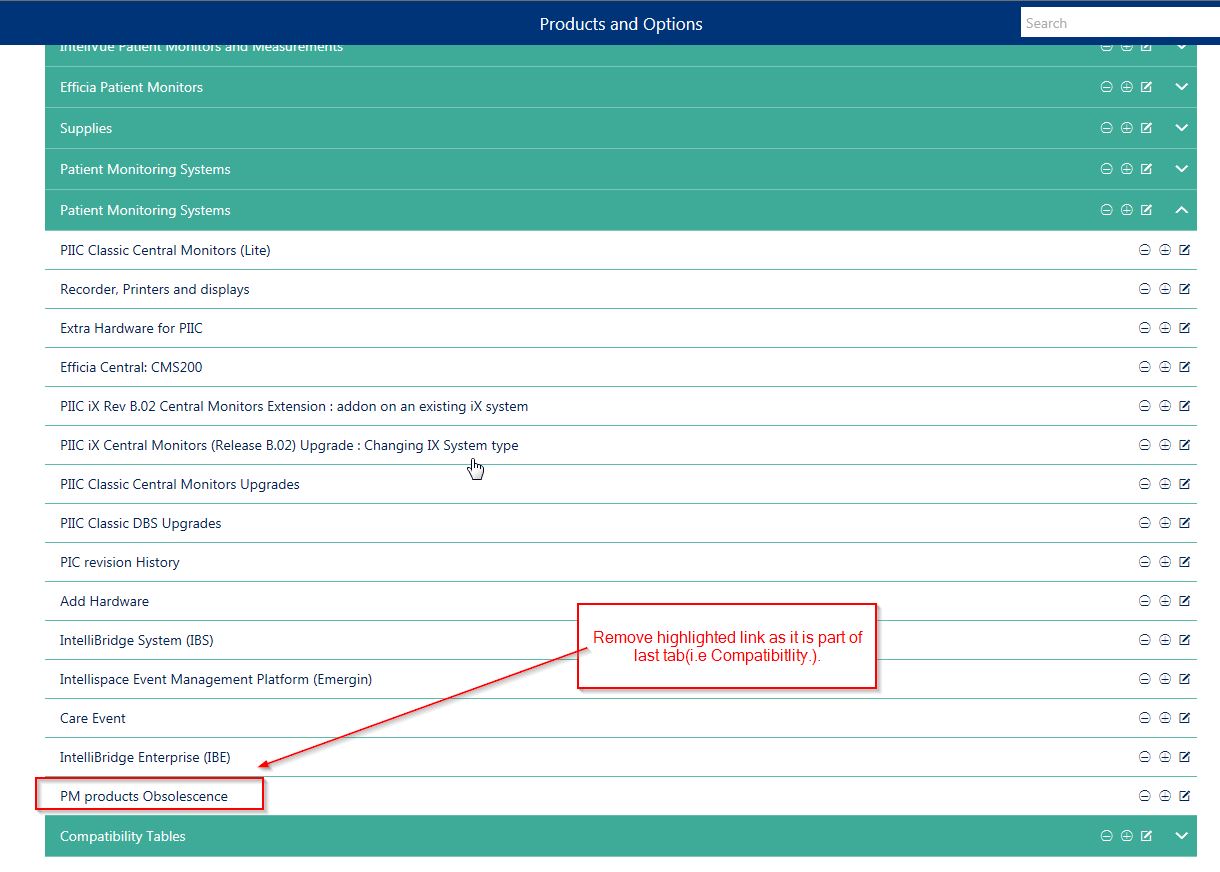 Products and Options
Search
IntelliVue Patient Monitors and Measurements
Efficia Patient Monitors
Supplies
Patient Monitoring Systems
Patient Monitoring Systems
PIIC Classic Central Monitors (Lite)
Recorder, Printers and displays
Extra Hardware for PIIC
Efficia Central: CMS200
PIIC iX Rev B.02 Central Monitors Extension : addon on an existing iX system
PIIC iX Central Monitors (Release B.02) Upgrade : Changing IX System type
PIIC Classic Central Monitors Upgrades
PIIC Classic DBS Upgrades
PIC revision History
Add Hardware
Remove highlighted link as it is part of
last tab(i.e Compatibitlity.).
IntelliBridge System (IBS)
Intellispace Event Management Platform (Emergin)
Care Event
IntelliBridge Enterprise (IBE)
PM products Obsolescence
Compatibility Tables